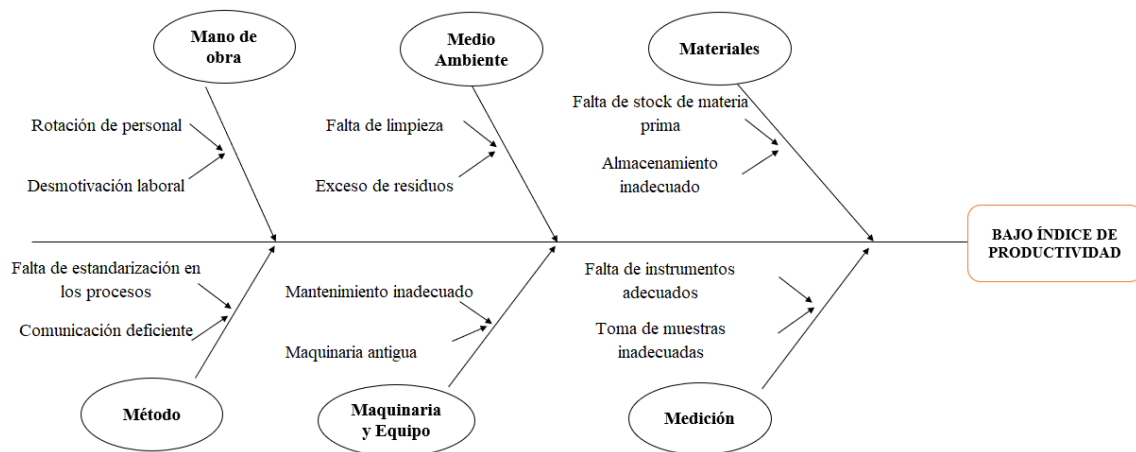 Mano de
obra
Medio
Ambiente
Materiales
Rotación de personal
Desmotivación laboral
Falta de limpieza
Exceso de residuos
Falta de stock de materia
prima
Almacenamiento
inadecuado
BAJO ÍNDICE DE
PRODUCTIVIDAD
Falta de estandarización en
los procesos
Comunicación deficiente
Mantenimiento inadecuado
Maquinaria antigua
Falta de instrumentos
adecuados
Toma de muestras
inadecuadas
Método
Maquinaria
y Equipo
Medición